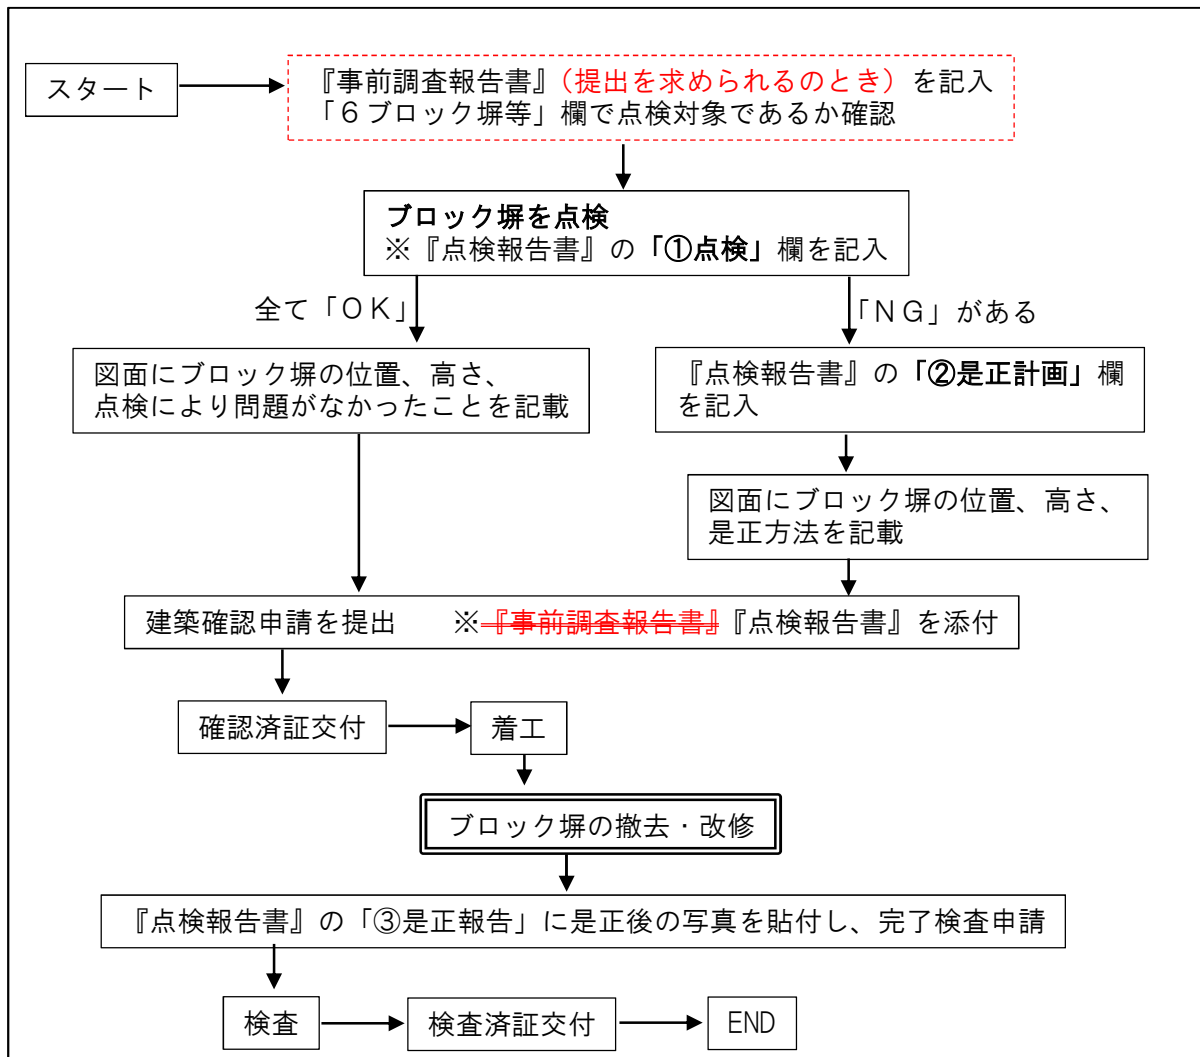 スタート
『事前調査報告書』（提出を求められるのとき）を記入
「６ブロック塀等」欄で点検対象であるか確認
ブロック塀を点検
※『点検報告書』の「①点検」欄を記入
全て「ＯＫ」
「ＮＧ」がある
図面にブロック塀の位置、高さ、
点検により問題がなかったことを記載
『点検報告書』の「②是正計画」欄
を記入
図面にブロック塀の位置、高さ、
是正方法を記載
建築確認申請を提出　　※『事前調査報告書』『点検報告書』を添付
確認済証交付
着工
ブロック塀の撤去・改修
『点検報告書』の「③是正報告」に是正後の写真を貼付し、完了検査申請
検査
検査済証交付
END